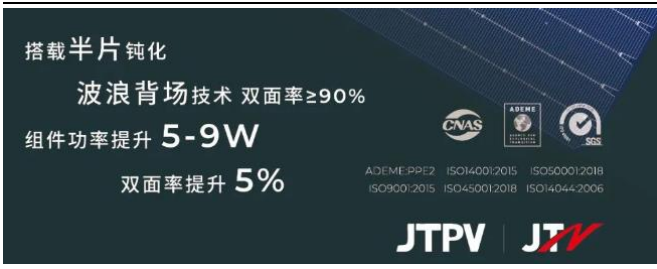 搭载半片钝化
波浪背场技术 双面率≥90%
组件功率提升 5-9W
双面率提升 5%
CNAS
ADEME
SGS
ADEME:PPE2 ISO14001:2015 ISO50001:2018
ISO9001:2015 ISO45001:2018 ISO14044:2006
JTPV JTN